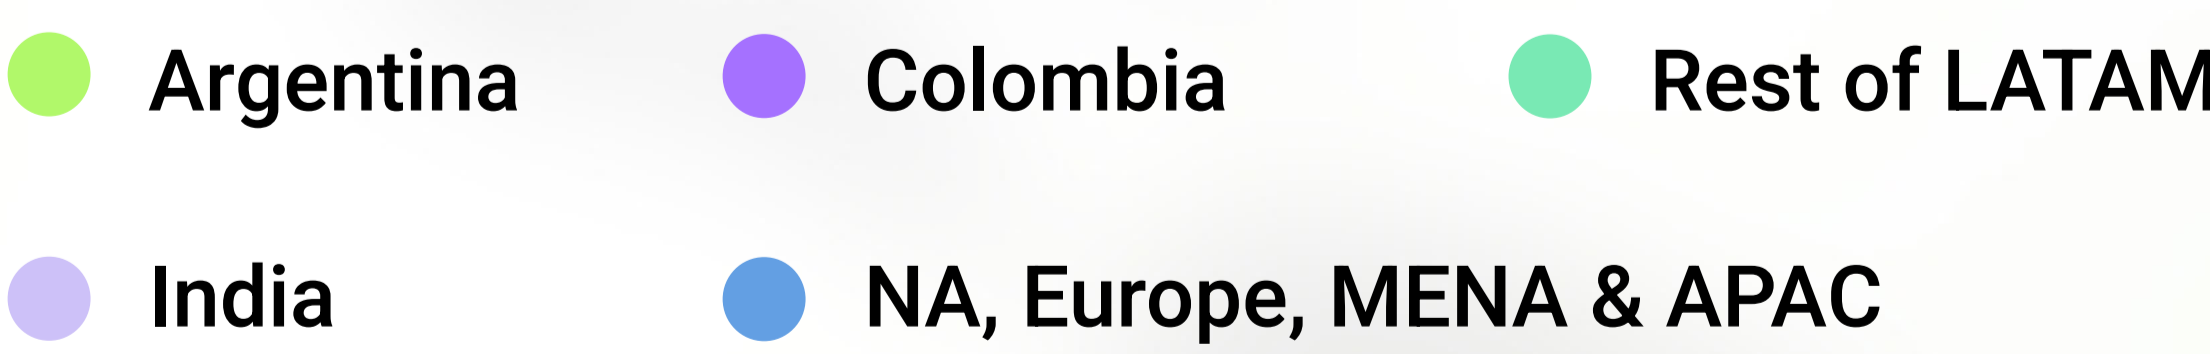 Argentina Colombia Rest of LATAM
India NA, Europe, MENA & APAC